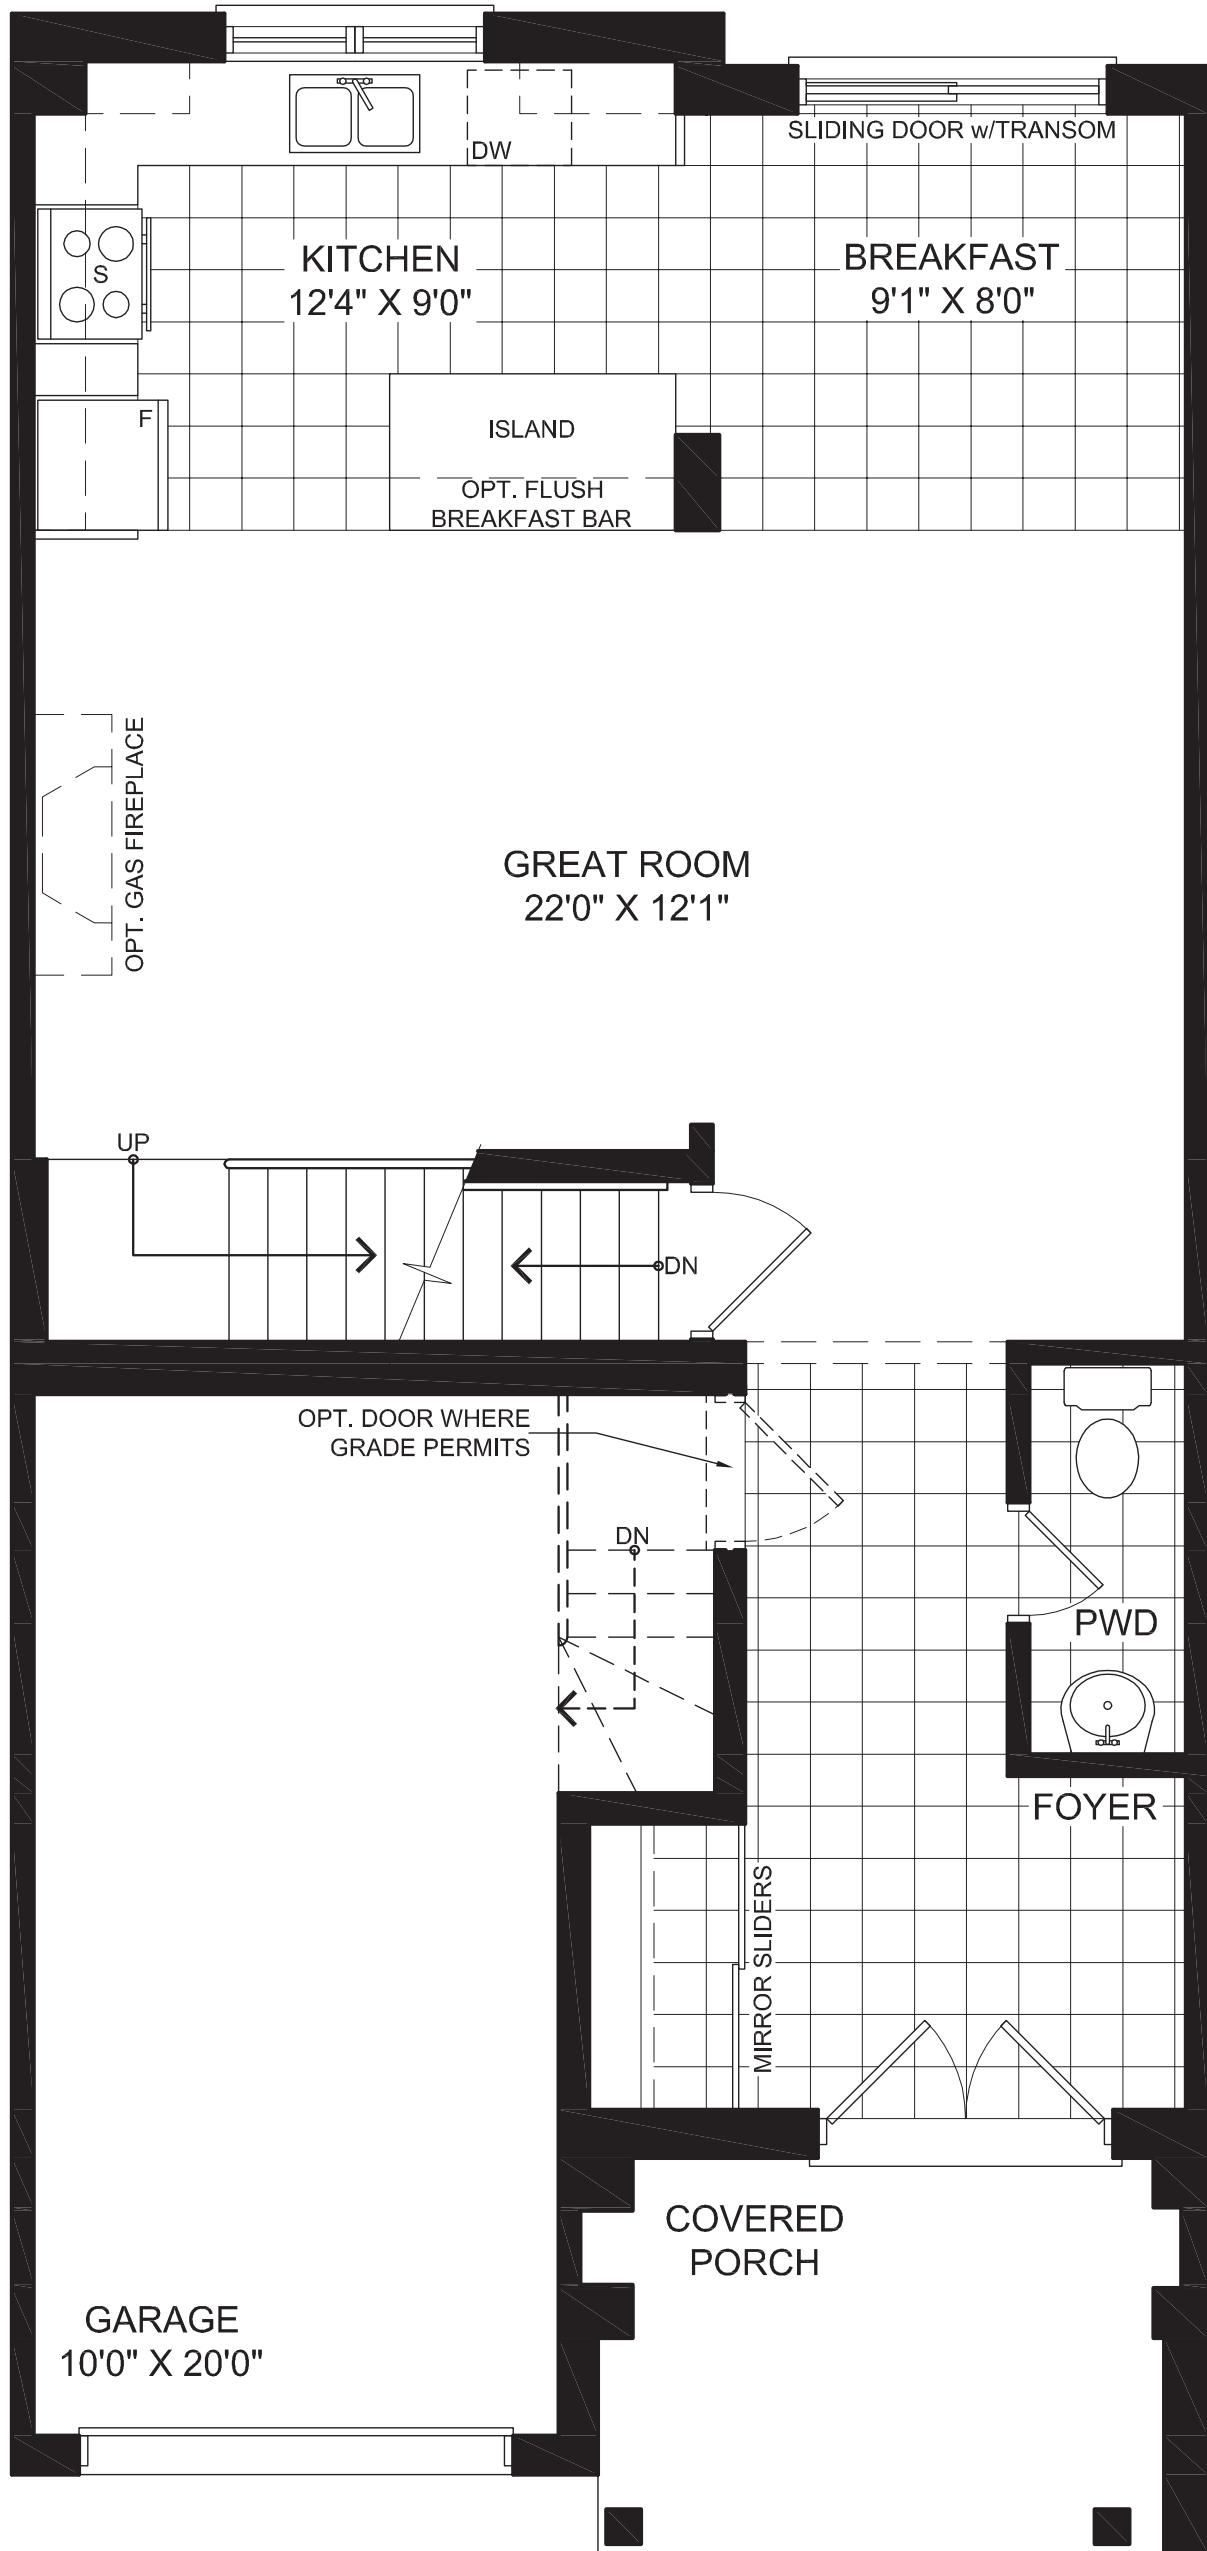 SLIDING DOOR w/TRANSOM
DW
KITCHEN
12'4" X 9'0"
BREAKFAST
9'1" X 8'0"
S
F
ISLAND
OPT. FLUSH
BREAKFAST BAR
OPT. GAS FIREPLACE
GREAT ROOM
22'0" X 12'1"
UP
DN
OPT. DOOR WHERE
GRADE PERMITS
DN
PWD
FOYER
MIRROR SLIDERS
COVERED
PORCH
GARAGE
10'0" X 20'0"